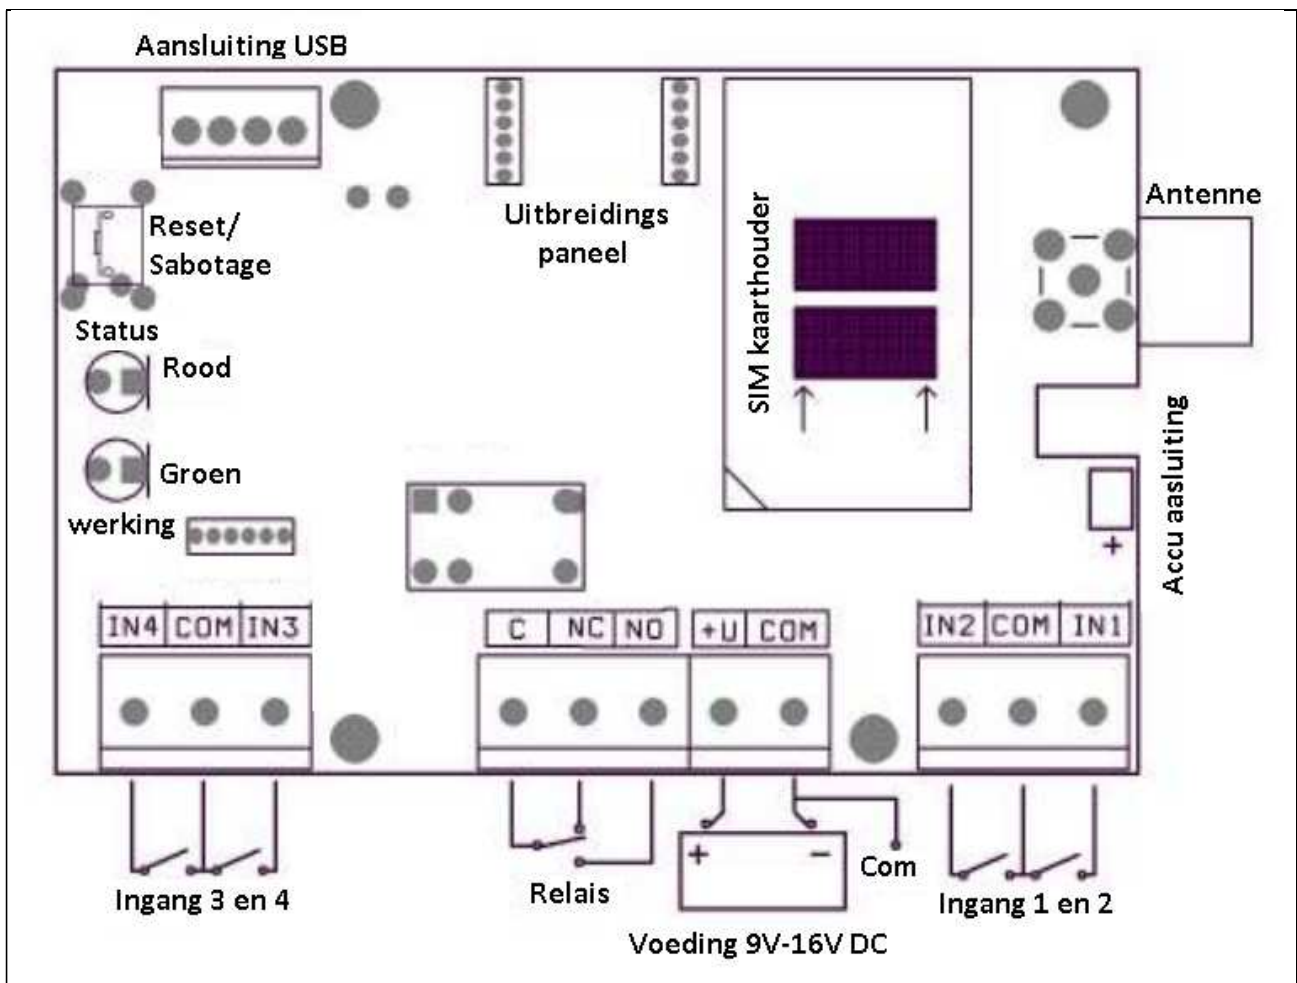 Aansluiting USB
Antenne
Uitbreidings
paneel
Reset/
Sabotage
SIM kaarthouder
Status
Rood
Groen
werking
Accu aasluiting
+
IN4 COM IN3
C NC NO +U COM
IN2 COM IN1
+ -
Com
Ingang 3 en 4
Relais
Ingang 1 en 2
Voeding 9V-16V DC